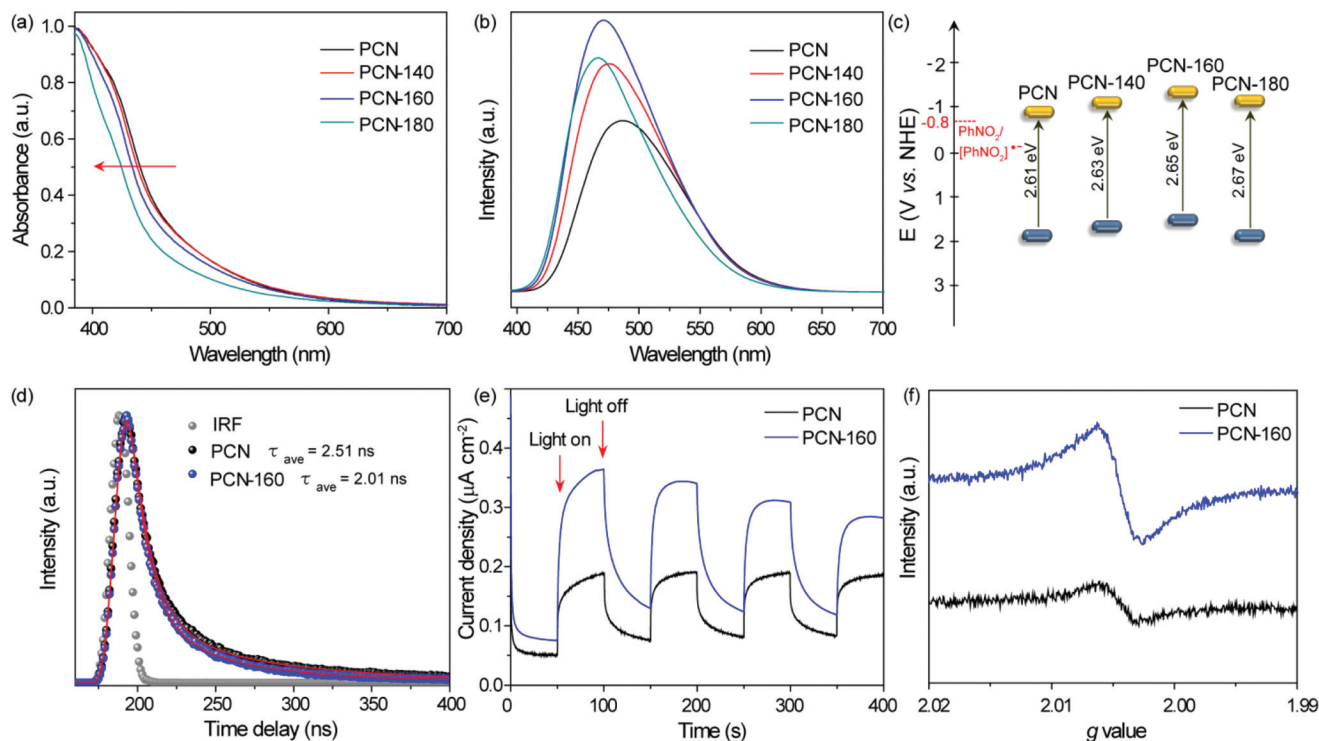 (a)
1.0
0.8
0.6
0.4
0.2
0.0
Absorbance (a.u.)
PCN
PCN-140
PCN-160
PCN-180
400
500
600
700
Wavelength (nm)
(b)
Intensity (a.u.)
PCN
PCN-140
PCN-160
PCN-180
400
450
500
550
600
650
700
Wavelength (nm)
(c)
E (V vs. NHE)
-2
-1
-0.8
0
1
2
3
PhNO2/
[PhNO2]•−
PCN
PCN-140
PCN-160
PCN-180
2.61 eV
2.63 eV
2.65 eV
2.67 eV
(d)
Intensity (a.u.)
IRF
PCN τ ave = 2.51 ns
PCN-160 τ ave = 2.01 ns
200
250
300
350
400
Time delay (ns)
(e)
Current density (μA cm-2)
0.5
0.4
0.3
0.2
0.1
0.0
Light off
Light on
PCN
PCN-160
0
100
200
300
400
Time (s)
(f)
Intensity (a.u.)
PCN
PCN-160
2.02
2.01
2.00
1.99
g value